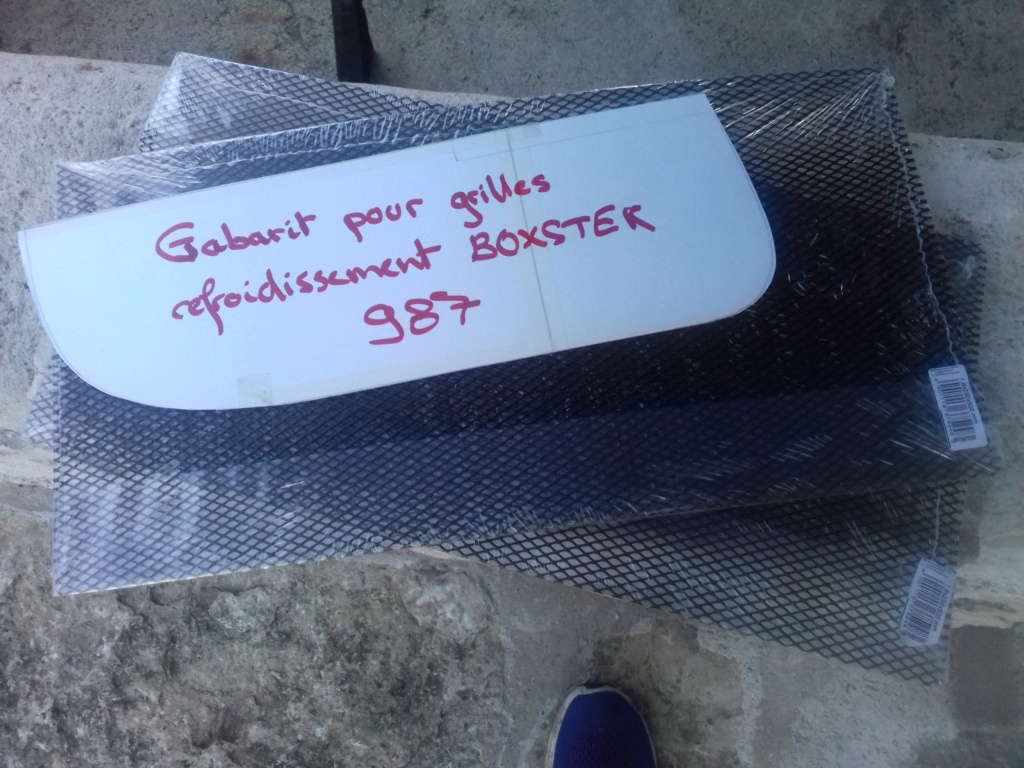 Gabarit pour grilles
refroidissement BOXSTER
987